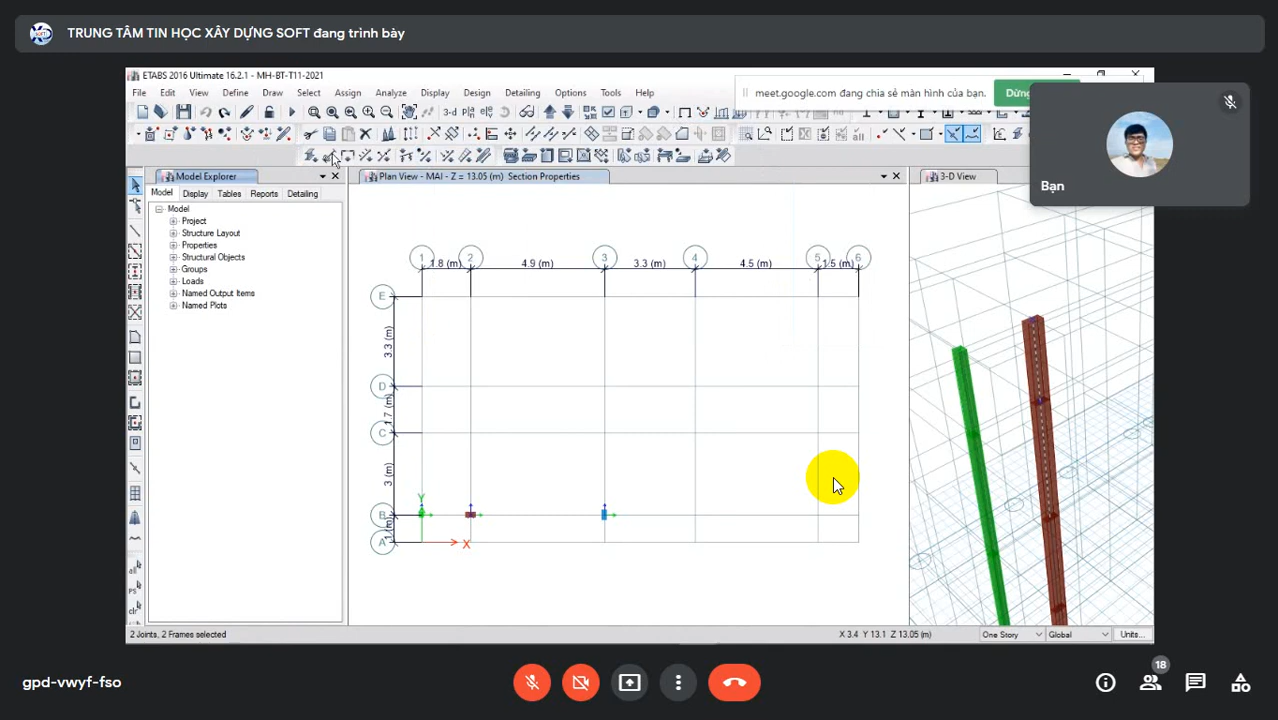 TRUNG TÂM TIN HỌC XÂY DỰNG SOFT đang trình bày
ETABS 2016 Ultimate 16.2.1 - MH-BT-T11-2021
File Edit View Define Draw Select Assign Analyze Display Design Detailing Options Tools Help
meet.google.com đang chia sẻ màn hình của bạn.
Dừng
3-d
all
Model Explorer
Plan View - MAI - Z = 13.05 (m) Section Properties
3-D View
Bạn
Model Display Tables Reports Detailing
Model
Project
Structure Layout
Properties
Structural Objects
Groups
Loads
Named Output Items
Named Plots
1 2 3 4 5 6
1.8 (m) 4.9 (m) 3.3 (m) 4.5 (m) 1.5 (m)
E
3.3 (m)
D
1.7 (m)
C
3 (m)
B
A
Y
X
all
ps
clr
2 Joints, 2 Frames selected
X 3.4 Y 13.1 Z 13.05 (m)
One Story
Global
Units...
gpd-vwyf-fso
18